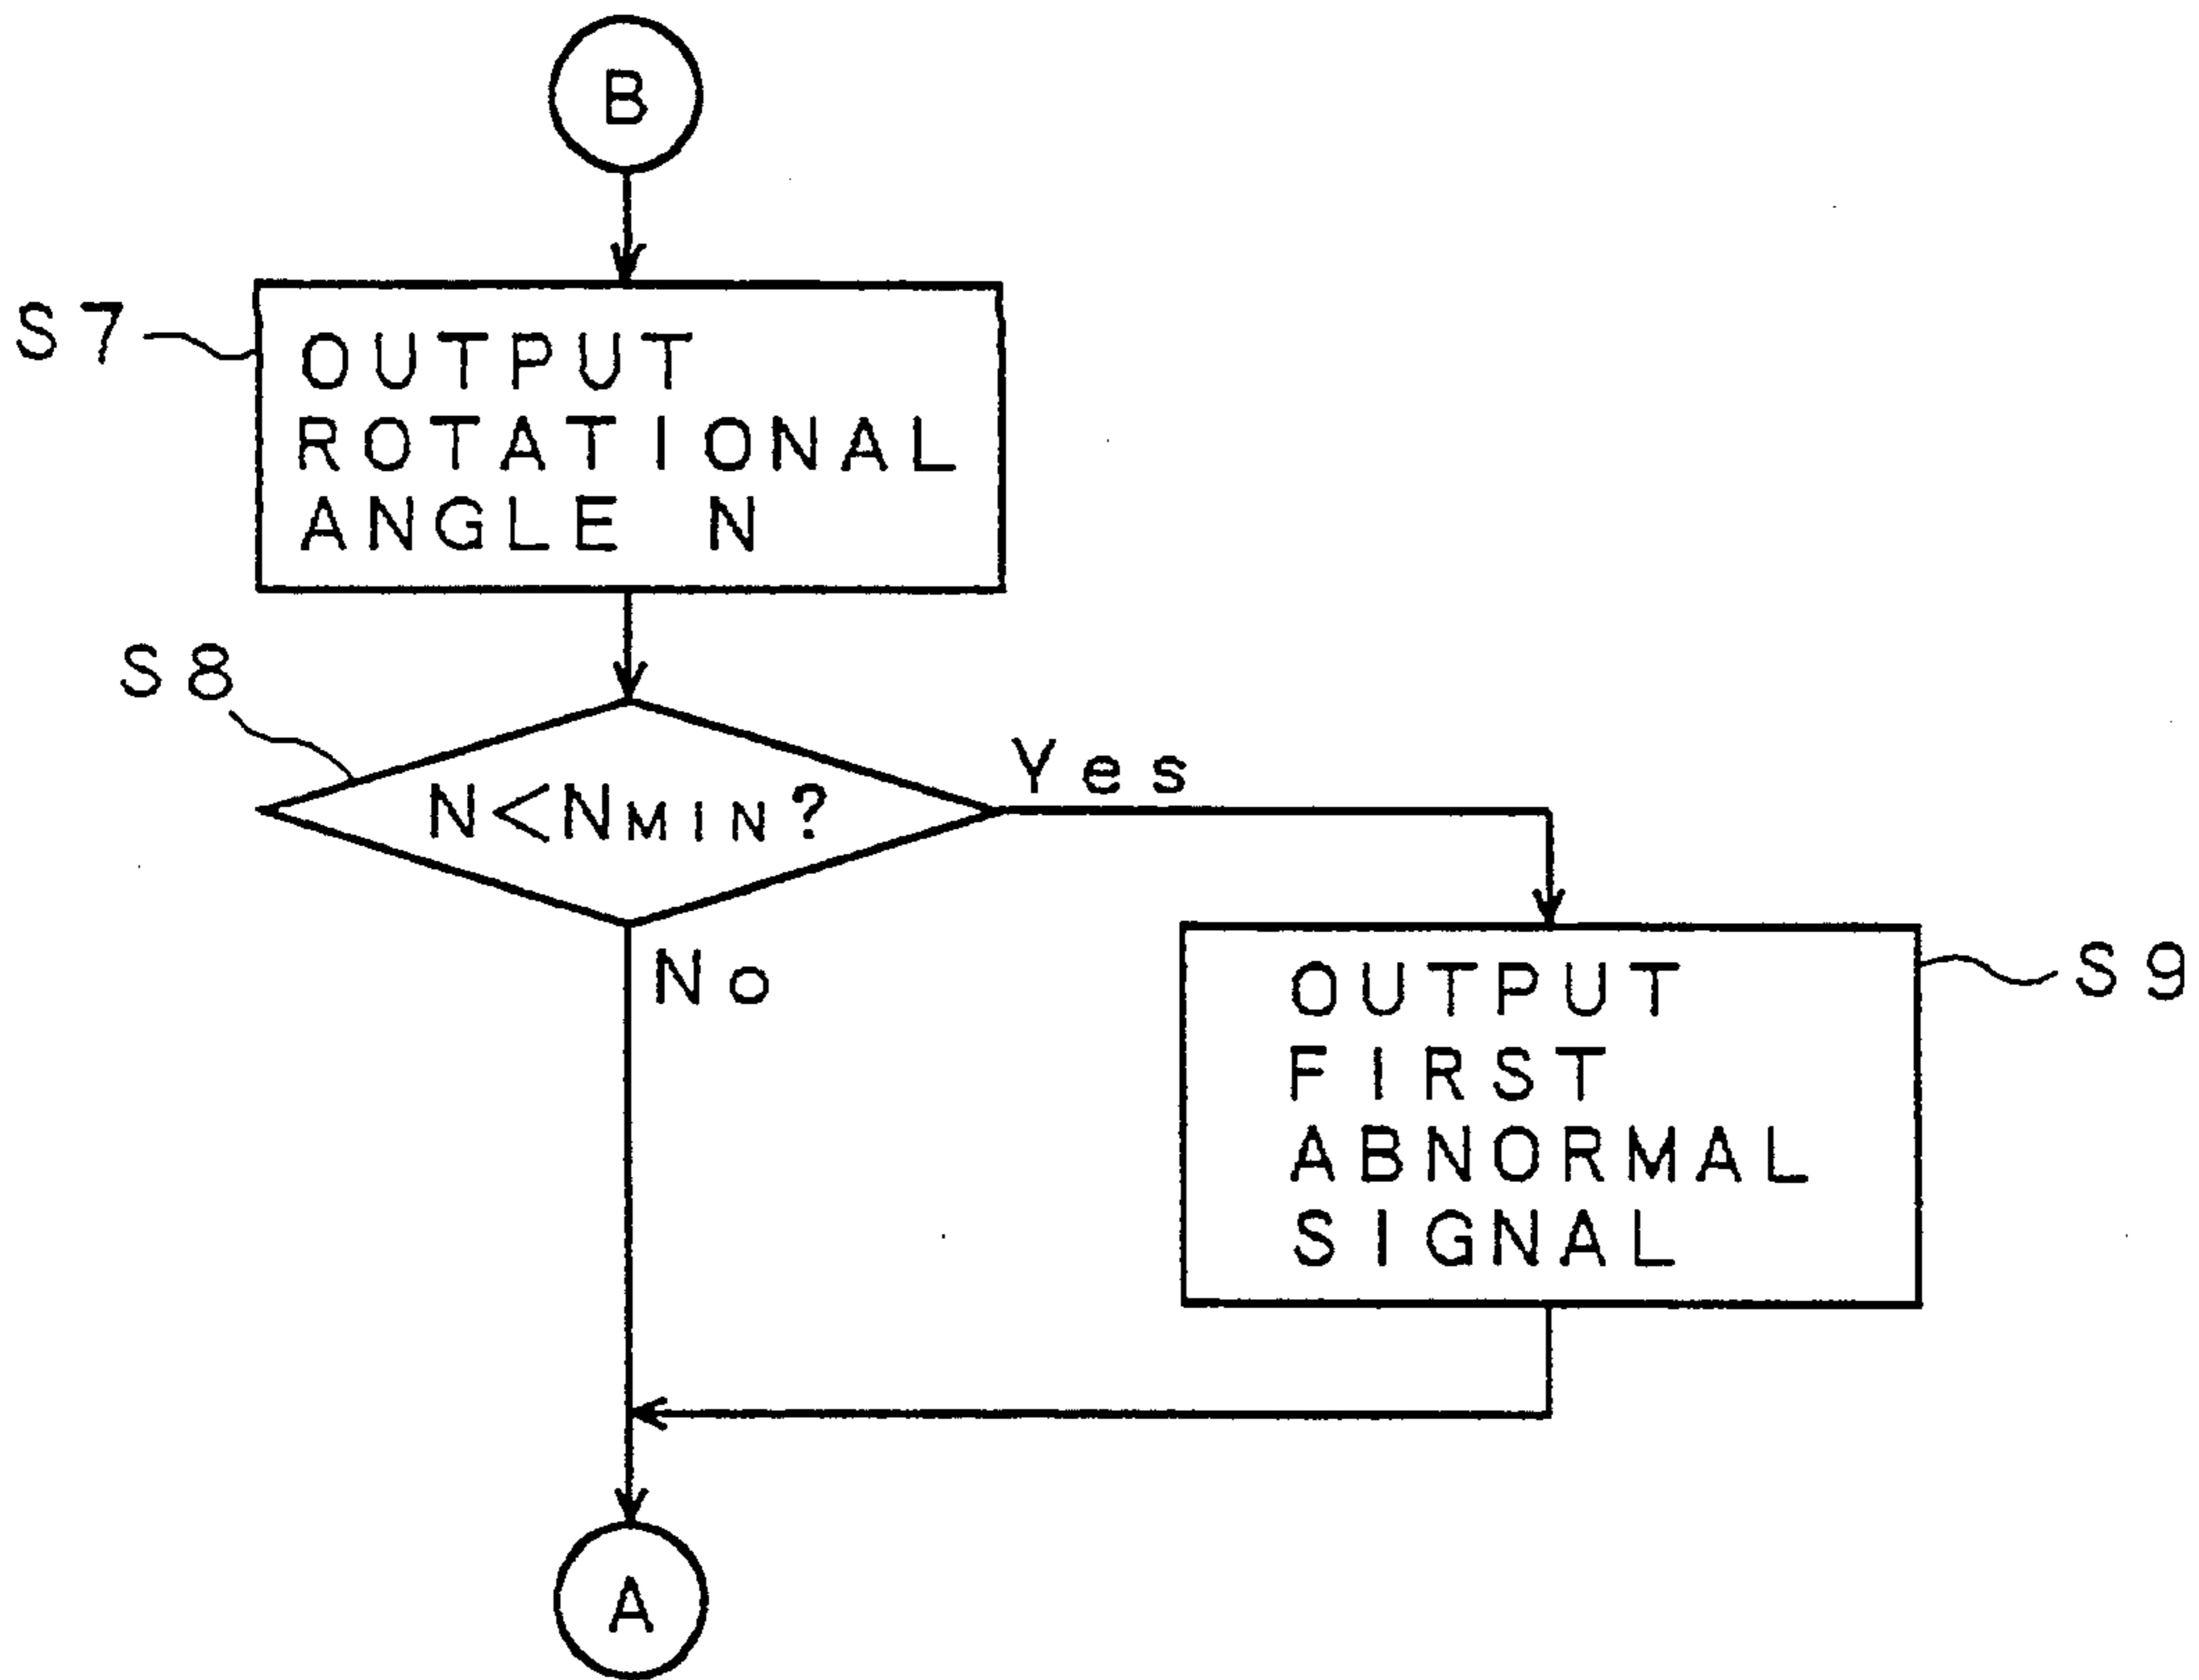 B
S7
OUTPUT
ROTATIONAL
ANGLE N
S8
N<NMIN?
Yes
No
OUTPUT
FIRST
ABNORMAL
SIGNAL
S9
A